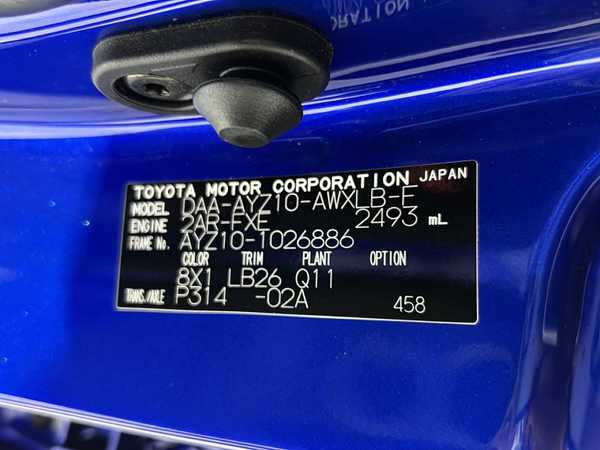 TOYOTA MOTOR CORPORATION JAPAN
MODEL DAA-AYZ10-AWXLB-E
ENGINE 2AR-FXE 2493 mL
FRAME No. AYZ10-1026886
COLOR TRIM PLANT OPTION
8X1 LB26 Q11
TRANS./AXLE P314 -02A 458